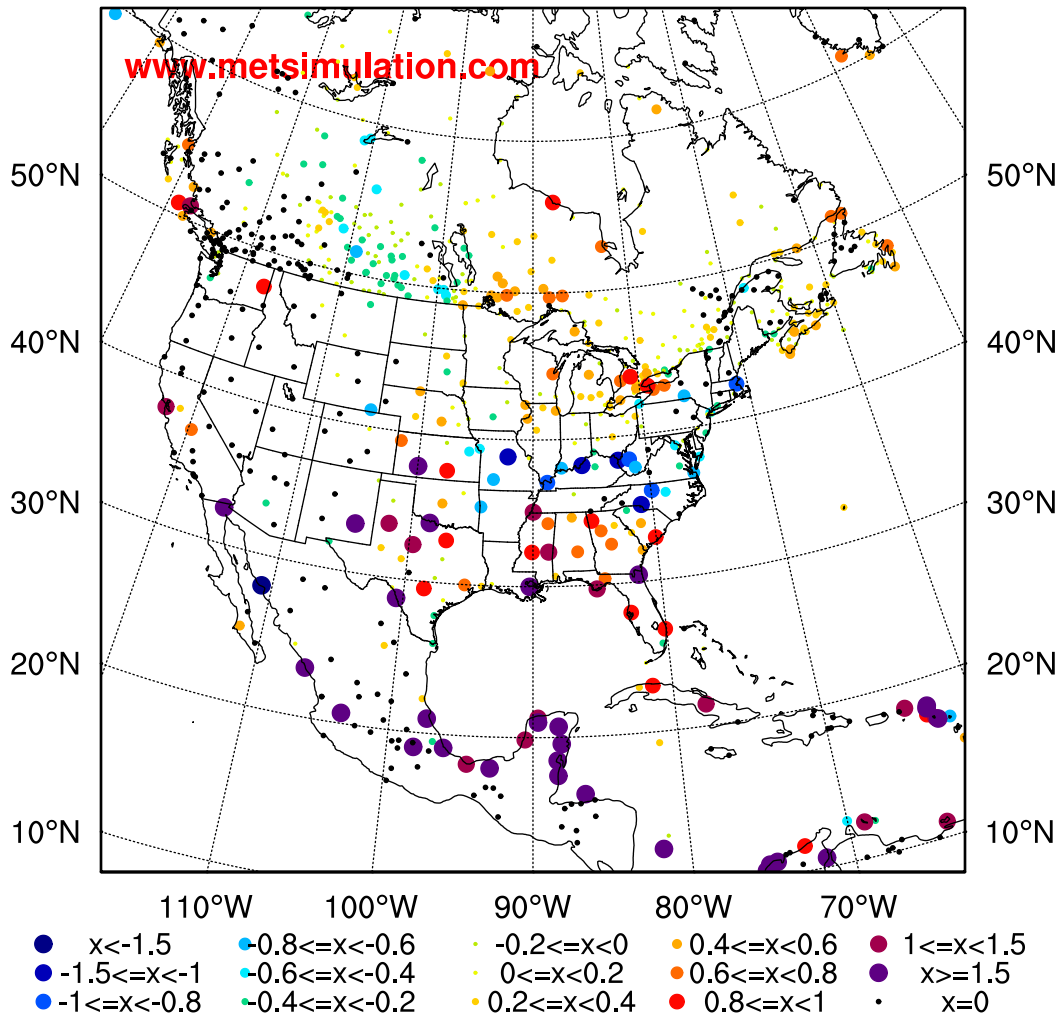 www.metsimulation.com
50°N 50°N
40°N 40°N
30°N 30°N
20°N 20°N
10°N 10°N
110°W 100°W 90°W 80°W 70°W
x<-1.5 -0.8<=x<-0.6 -0.2<=x<0 0.4<=x<0.6 1<=x<1.5
-1.5<=x<-1 -0.6<=x<-0.4 0<=x<0.2 0.6<=x<0.8 x>=1.5
-1<=x<-0.8 -0.4<=x<-0.2 0.2<=x<0.4 0.8<=x<1 x=0